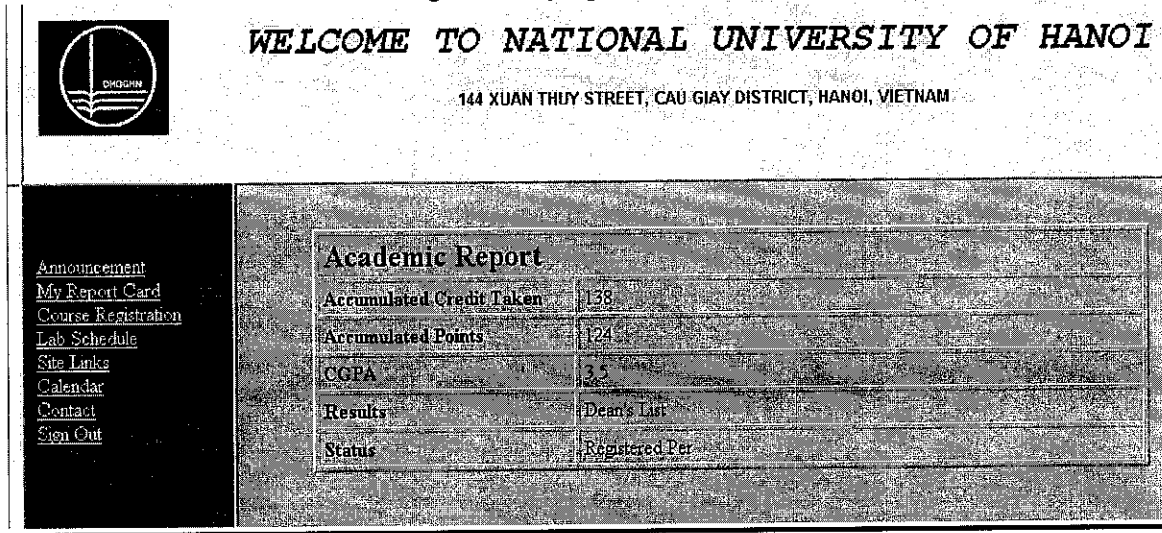 DHQGHN
WELCOME TO NATIONAL UNIVERSITY OF HANOI
144 XUAN THUY STREET, CAU GIAY DISTRICT, HANOI, VIETNAM
Announcement
My Report Card
Course Registration
Lab Schedule
Site Links
Calendar
Contact
Sign Out
Academic Report
Accumulated Credit Taken 138
Accumulated Points 124
CGPA 3.5
Results Dean's List
Status Registered Per